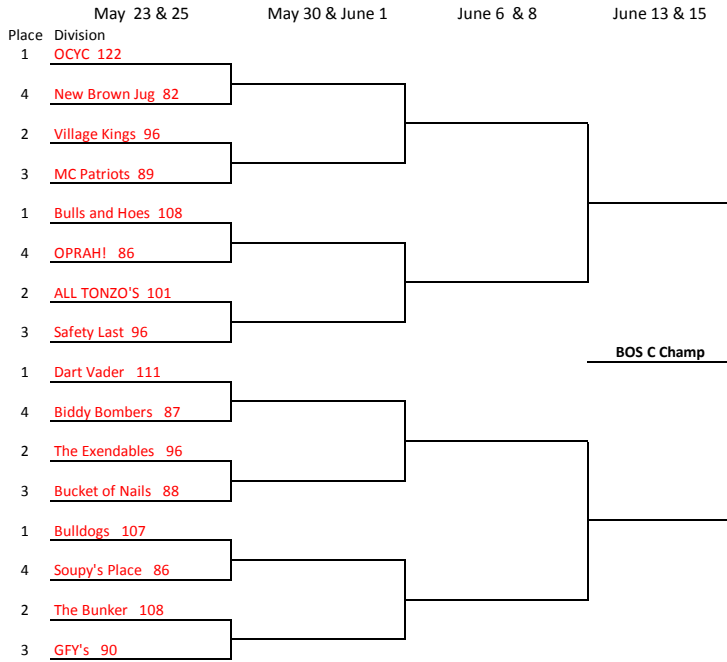 May 23 & 25 May 30 & June 1 June 6 & 8 June 13 & 15
Place Division
1 OCYC 122
4 New Brown Jug 82
2 Village Kings 96
3 MC Patriots 89
1 Bulls and Hoes 108
4 OPRAH! 86
2 ALL TONZO'S 101
3 Safety Last 96
BOS C Champ
1 Dart Vader 111
4 Biddy Bombers 87
2 The Exendables 96
3 Bucket of Nails 88
1 Bulldogs 107
4 Soupy's Place 86
2 The Bunker 108
3 GFY's 90